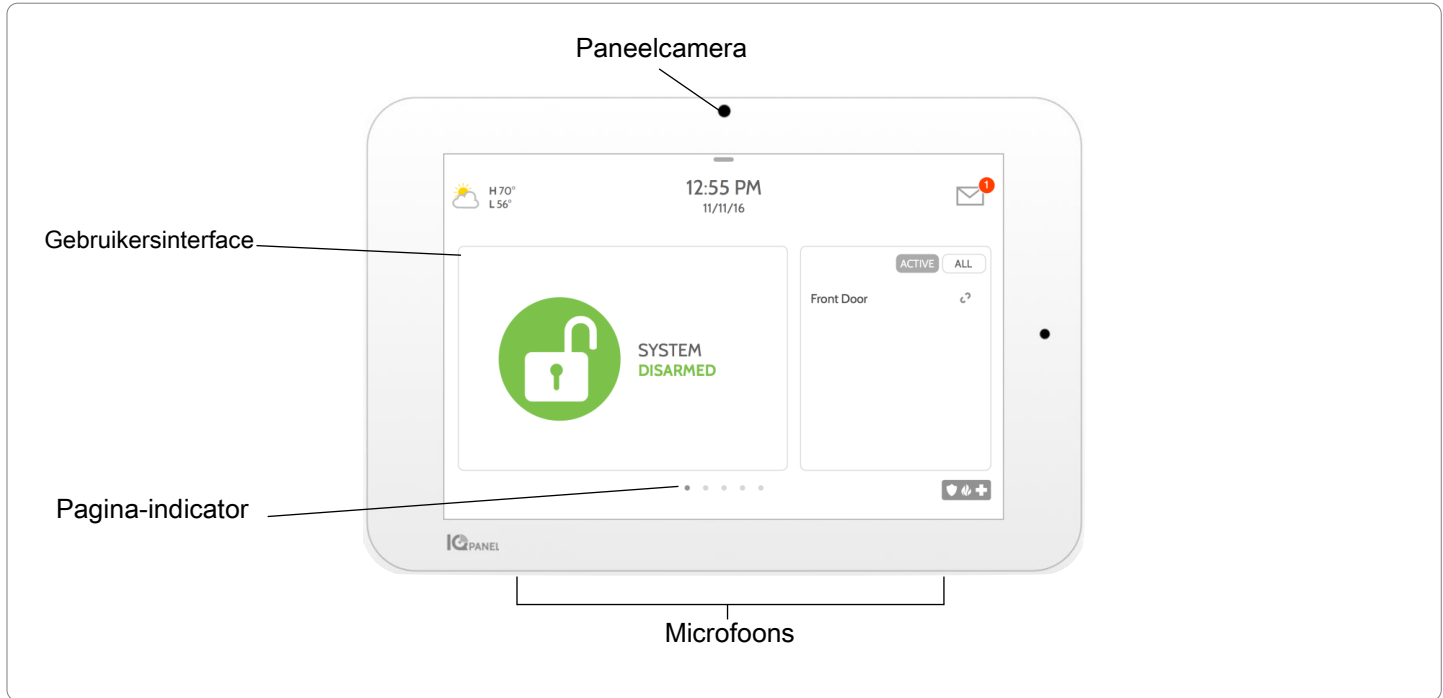 Paneelcamera
H 70°
L 56°
12:55 PM
11/11/16
1
Gebruikersinterface
ACTIVE
ALL
Front Door
SYSTEM
DISARMED
Pagina-indicator
IQ PANEL
Microfoons